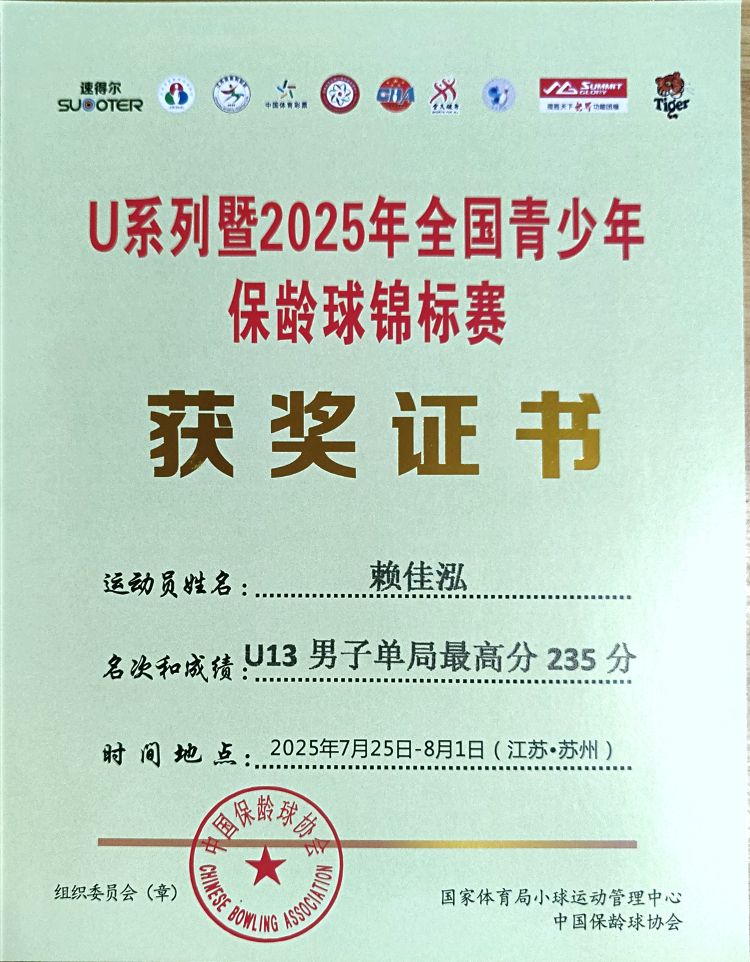 速得尔
SUOOTER
中国体育彩票
CHA
SUMMIT
GLORY
Tiger
U系列暨2025年全国青少年
保龄球锦标赛
获奖证书
运动员姓名：赖佳泓
名次和成绩：U13 男子单局最高分 235 分
时间地点：2025年7月25日-8月1日（江苏•苏州）
中国保龄球协会
CHINESE BOWLING ASSOCIATION
组织委员会（章）
国家体育局小球运动管理中心
中国保龄球协会